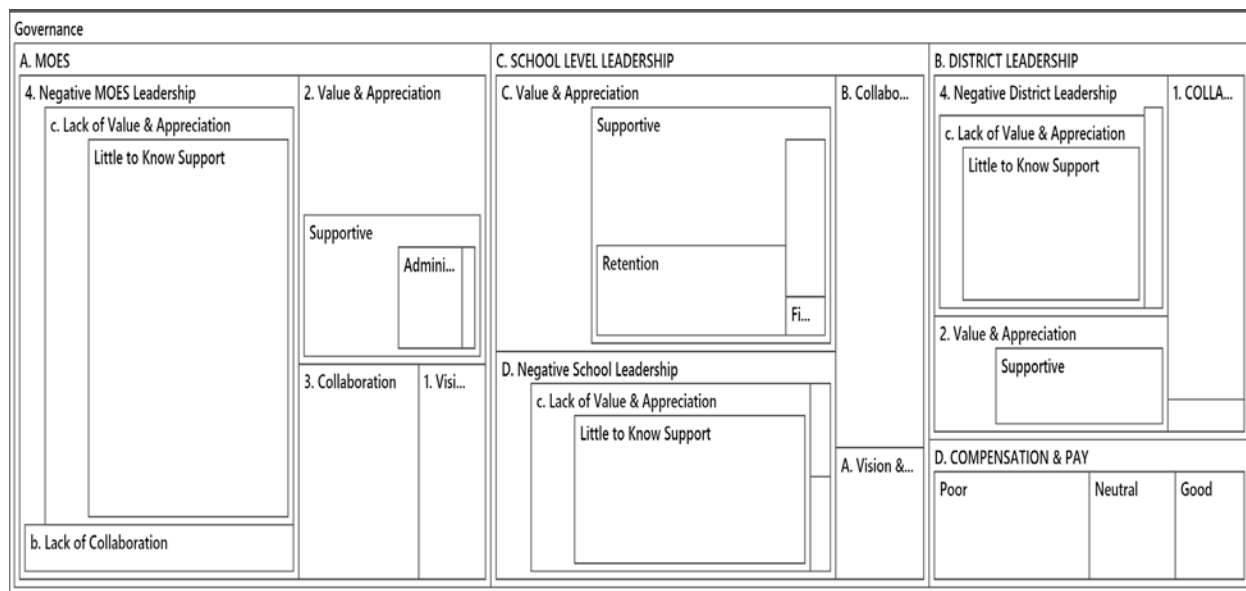 Governance
A. MOES
4. Negative MOES Leadership
c. Lack of Value & Appreciation
Little to Know Support
b. Lack of Collaboration
2. Value & Appreciation
Supportive
Admini...
3. Collaboration
1. Visi...
C. SCHOOL LEVEL LEADERSHIP
C. Value & Appreciation
Supportive
Retention
Fi...
B. Collabo...
D. Negative School Leadership
c. Lack of Value & Appreciation
Little to Know Support
A. Vision &...
B. DISTRICT LEADERSHIP
4. Negative District Leadership
c. Lack of Value & Appreciation
Little to Know Support
1. COLLA...
2. Value & Appreciation
Supportive
D. COMPENSATION & PAY
Poor
Neutral
Good